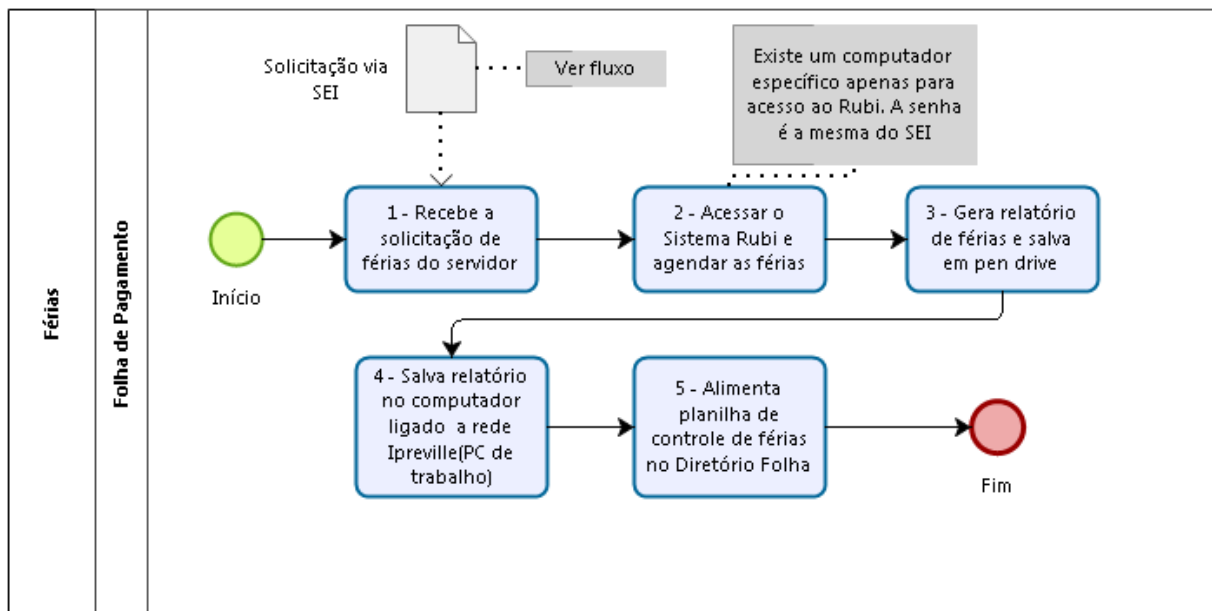 Férias
Folha de Pagamento
Solicitação via
SEI
Ver fluxo
Existe um computador
específico apenas para
acesso ao Rubi. A senha
é a mesma do SEI
Início
1 - Recebe a
solicitação de
férias do servidor
2 - Acessar o
Sistema Rubi e
agendar as férias
3 - Gera relatório
de férias e salva
em pen drive
4 - Salva relatório
no computador
ligado  a rede
Ipreville(PC de
trabalho)
5 - Alimenta
planilha de
controle de férias
no Diretório Folha
Fim